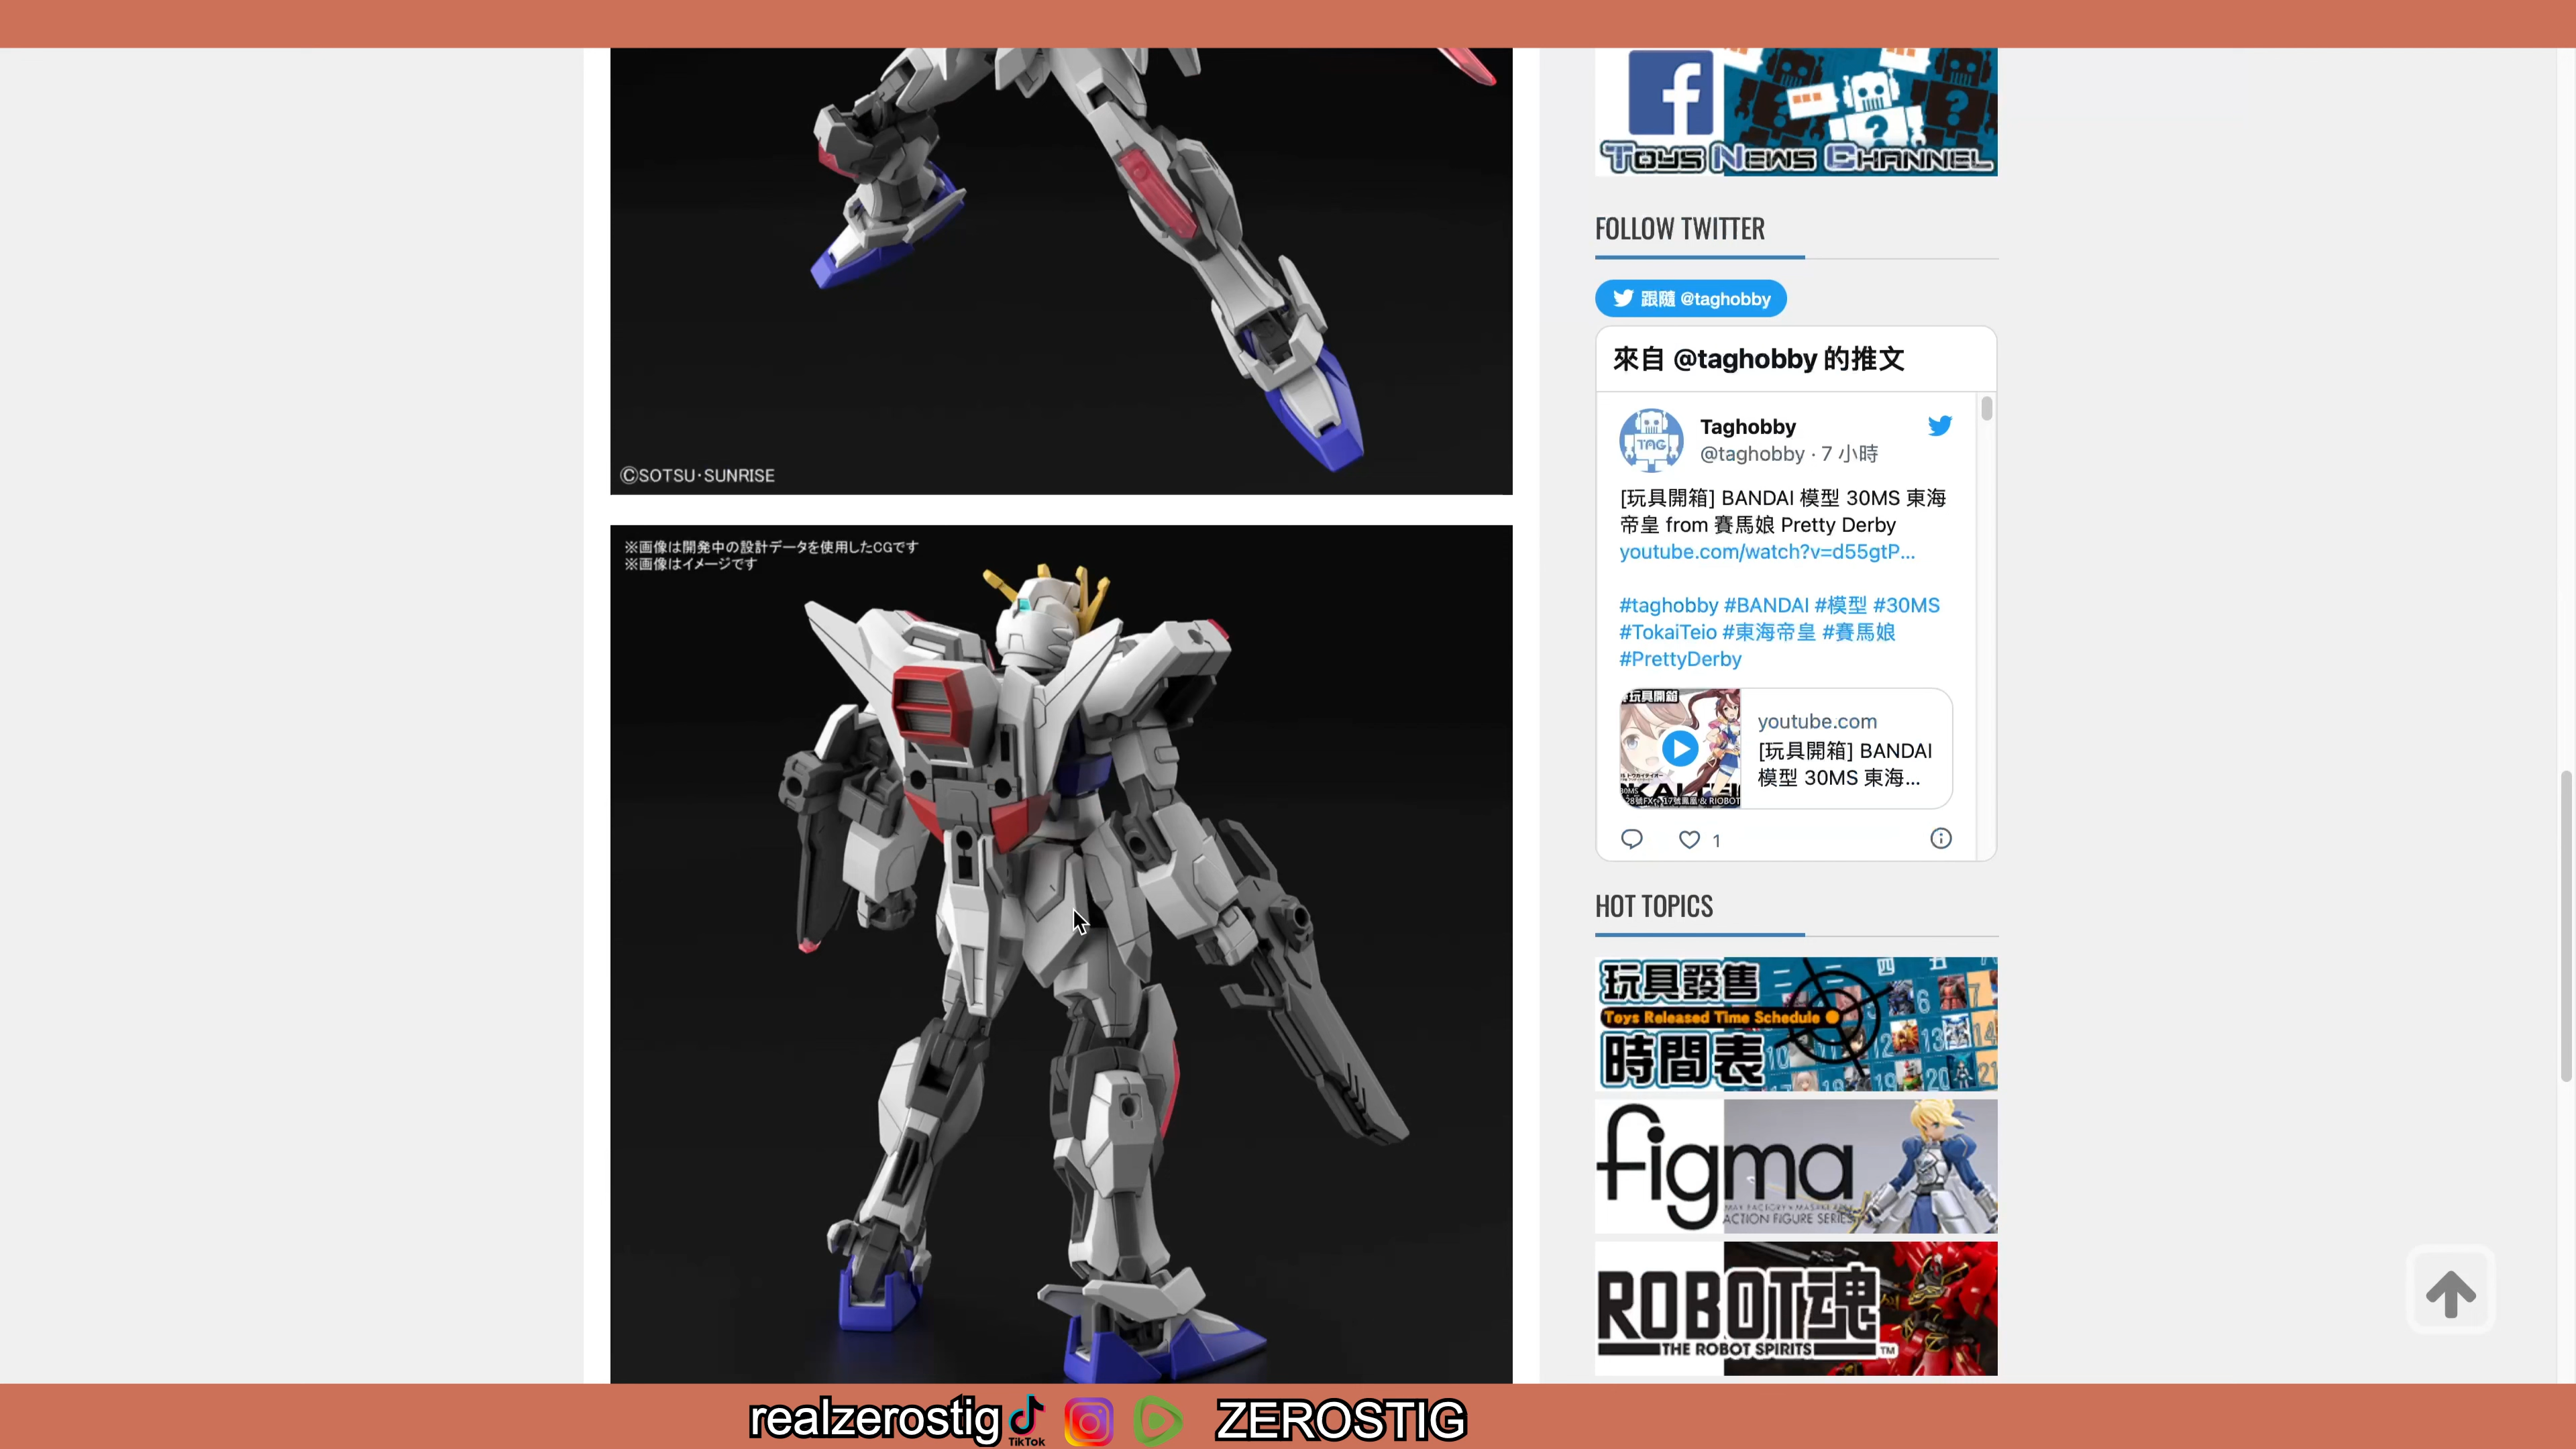 ⒸSOTSU・SUNRISE
※画像は開発中の設計データを使用したCGです
※画像はイメージです
TOYS NEWS CHANNEL
FOLLOW TWITTER
跟隨 @taghobby
來自 @taghobby 的推文
TAG
Taghobby
@taghobby · 7 小時
[玩具開箱] BANDAI 模型 30MS 東海
帝皇 from 賽馬娘 Pretty Derby
youtube.com/watch?v=d55gtP...
#taghobby #BANDAI #模型 #30MS
#TokaiTeio #東海帝皇 #賽馬娘
#PrettyDerby
玩具開箱
youtube.com
[玩具開箱] BANDAI
模型 30MS 東海...
1
HOT TOPICS
玩具發售
Toys Released Time Schedule
時間表
figma
ACTION FIGURE SERIES
ROBOT魂
THE ROBOT SPIRITS TM
realzerostig
TikTok
ZEROSTIG